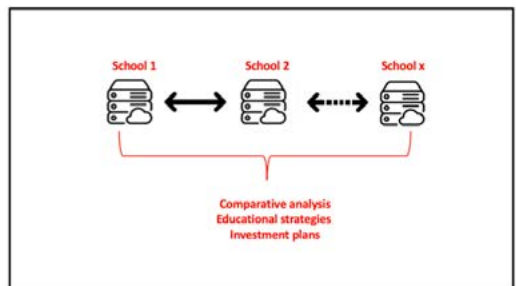 School 1
School 2
School x
Comparative analysis
Educational strategies
Investment plans